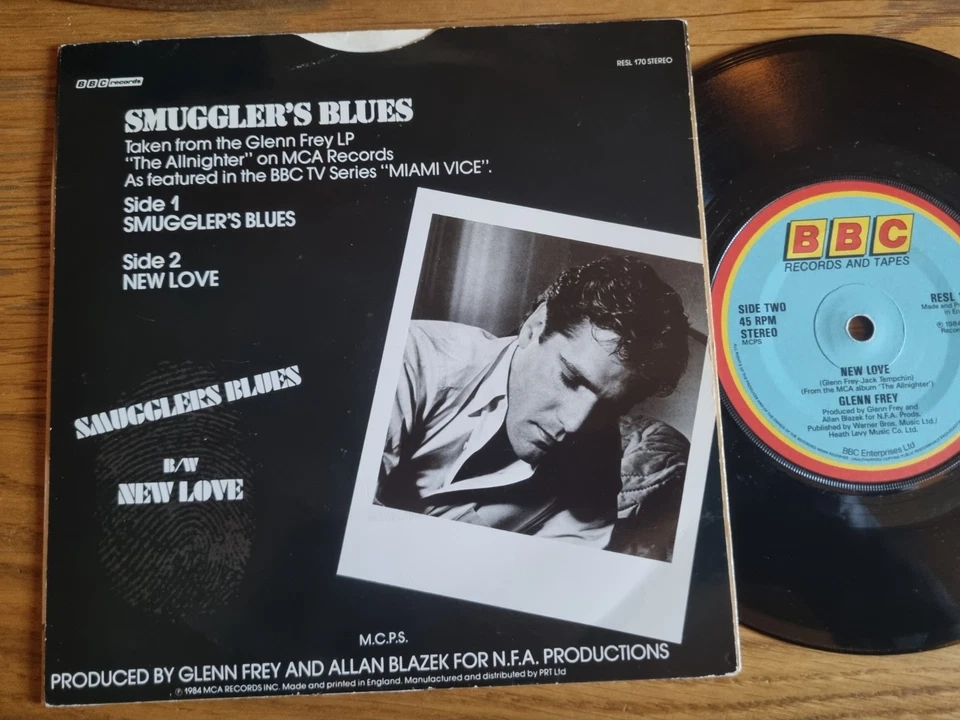 BBC records
RESL 170 STEREO
SMUGGLER'S BLUES
Taken from the Glenn Frey LP
"The Allnighter" on MCA Records
As featured in the BBC TV Series "MIAMI VICE".
Side 1
SMUGGLER'S BLUES
Side 2
NEW LOVE
SMUGGLERS BLUES
B/W
NEW LOVE
M.C.P.S.
PRODUCED BY GLENN FREY AND ALLAN BLAZEK FOR N.F.A. PRODUCTIONS
℗ 1984 MCA RECORDS INC. Made and printed in England. Manufactured and distributed by PRT Ltd
BBC
RECORDS AND TAPES
SIDE TWO
45 RPM
STEREO
MCPS
RESL
Made and
in
℗ 1984
NEW LOVE
(Glenn Frey-Jack Tempchin)
(From the MCA album 'The Allnighter')
GLENN FREY
Produced by Glenn Frey and
Allan Blazek for N.F.A. Prods.
Published by Warner Bros. Music Ltd./
Heath Levy Music Co. Ltd.
BBC Enterprises Ltd